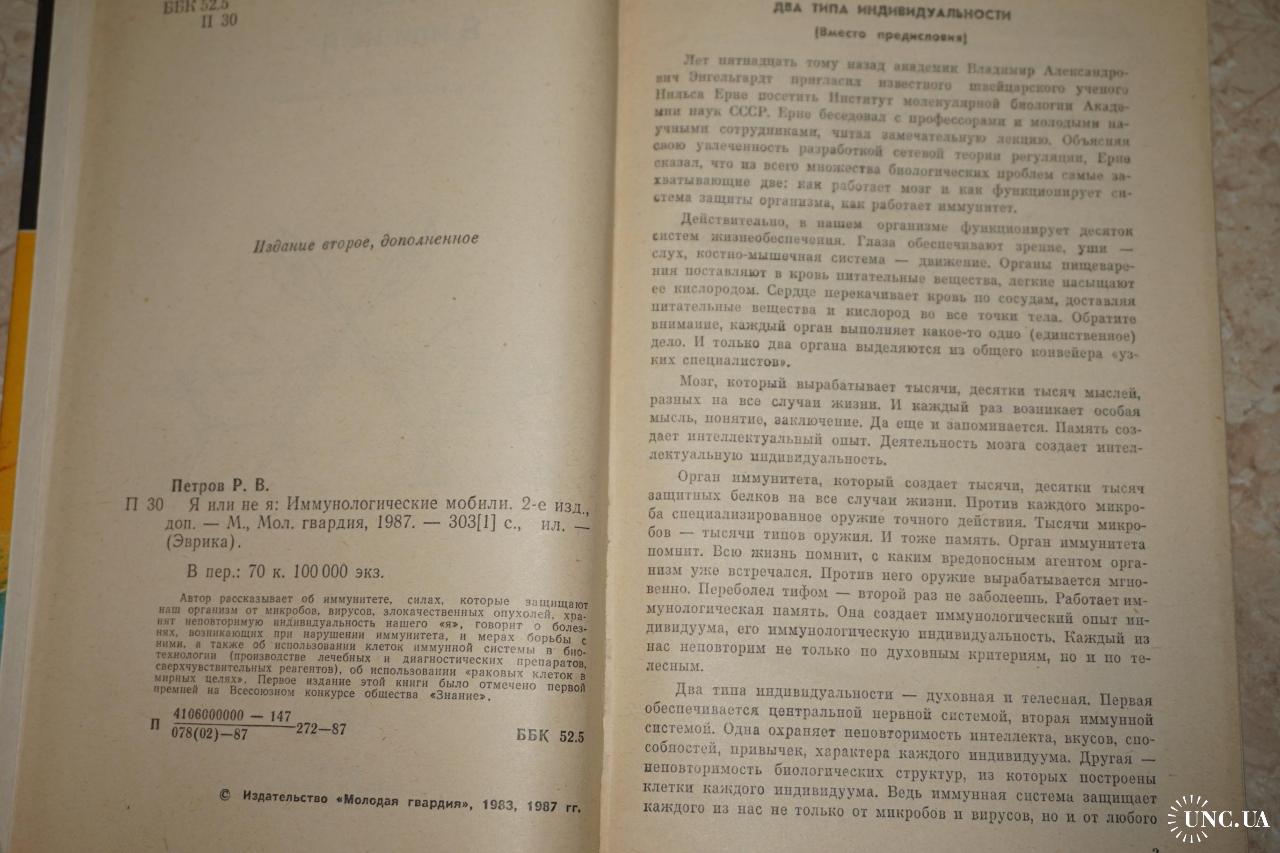 ББК 52.5
П 30
Издание второе, дополненное
Петров Р. В.
П 30 Я или не я: Иммунологические мобили. 2-е изд.,
доп. — М., Мол. гвардия, 1987. — 303[1] с., ил. —
(Эврика).
В пер.: 70 к. 100 000 экз.
Автор рассказывает об иммунитете, силах, которые защищают
наш организм от микробов, вирусов, злокачественных опухолей, хра-
нят неповторимую индивидуальность нашего «я», говорит о болез-
нях, возникающих при нарушении иммунитета, и мерах борьбы с
ними, а также об использовании клеток иммунной системы в био-
технологии (производстве лечебных и диагностических препаратов,
сверхчувствительных реагентов), об использовании «раковых клеток в
мирных целях». Первое издание этой книги было отмечено первой
премией на Всесоюзном конкурсе общества «Знание».
П 4106000000 — 147
078(02)—87 —272—87
ББК 52.5
© Издательство «Молодая гвардия», 1983, 1987 гг.
ДВА ТИПА ИНДИВИДУАЛЬНОСТИ
(Вместо предисловия)
Лет пятнадцать тому назад академик Владимир Александро-
вич Энгельгардт пригласил известного швейцарского ученого
Нильса Ерне посетить Институт молекулярной биологии Акаде-
мии наук СССР. Ерне беседовал с профессорами и молодыми на-
учными сотрудниками, читал замечательную лекцию. Объясняя
свою увлеченность разработкой сетевой теории регуляции, Ерне
сказал, что из всего множества биологических проблем самые за-
хватывающие две: как работает мозг и как функционирует си-
стема защиты организма, как работает иммунитет.
Действительно, в нашем организме функционирует десяток
систем жизнеобеспечения. Глаза обеспечивают зрение, уши —
слух, костно-мышечная система — движение. Органы пищеваре-
ния поставляют в кровь питательные вещества, легкие насыщают
ее кислородом. Сердце перекачивает кровь по сосудам, доставляя
питательные вещества и кислород во все точки тела. Обратите
внимание, каждый орган выполняет какое-то одно (единственное)
дело. И только два органа выделяются из общего конвейера «уз-
ких специалистов».
Мозг, который вырабатывает тысячи, десятки тысяч мыслей,
разных на все случаи жизни. И каждый раз возникает особая
мысль, понятие, заключение. Да еще и запоминается. Память соз-
дает интеллектуальный опыт. Деятельность мозга создает интел-
лектуальную индивидуальность.
Орган иммунитета, который создает тысячи, десятки тысяч
защитных белков на все случаи жизни. Против каждого микро-
ба специализированное оружие точного действия. Тысячи микро-
бов — тысячи типов оружия. И тоже память. Орган иммунитета
помнит. Всю жизнь помнит, с каким вредоносным агентом орга-
низм уже встречался. Против него оружие вырабатывается мгно-
венно. Переболел тифом — второй раз не заболеешь. Работает им-
мунологическая память. Она создает иммунологический опыт ин-
дивидуума, его иммунологическую индивидуальность. Каждый из
нас неповторим не только по духовным критериям, но и по те-
лесным.
Два типа индивидуальности — духовная и телесная. Первая
обеспечивается центральной нервной системой, вторая иммунной
системой. Одна охраняет неповторимость интеллекта, вкусов, спо-
собностей, привычек, характера каждого индивидуума. Другая —
неповторимость биологических структур, из которых построены
клетки каждого индивидуума. Ведь иммунная система защищает
каждого из нас не только от микробов и вирусов, но и от любого
UNC.UA